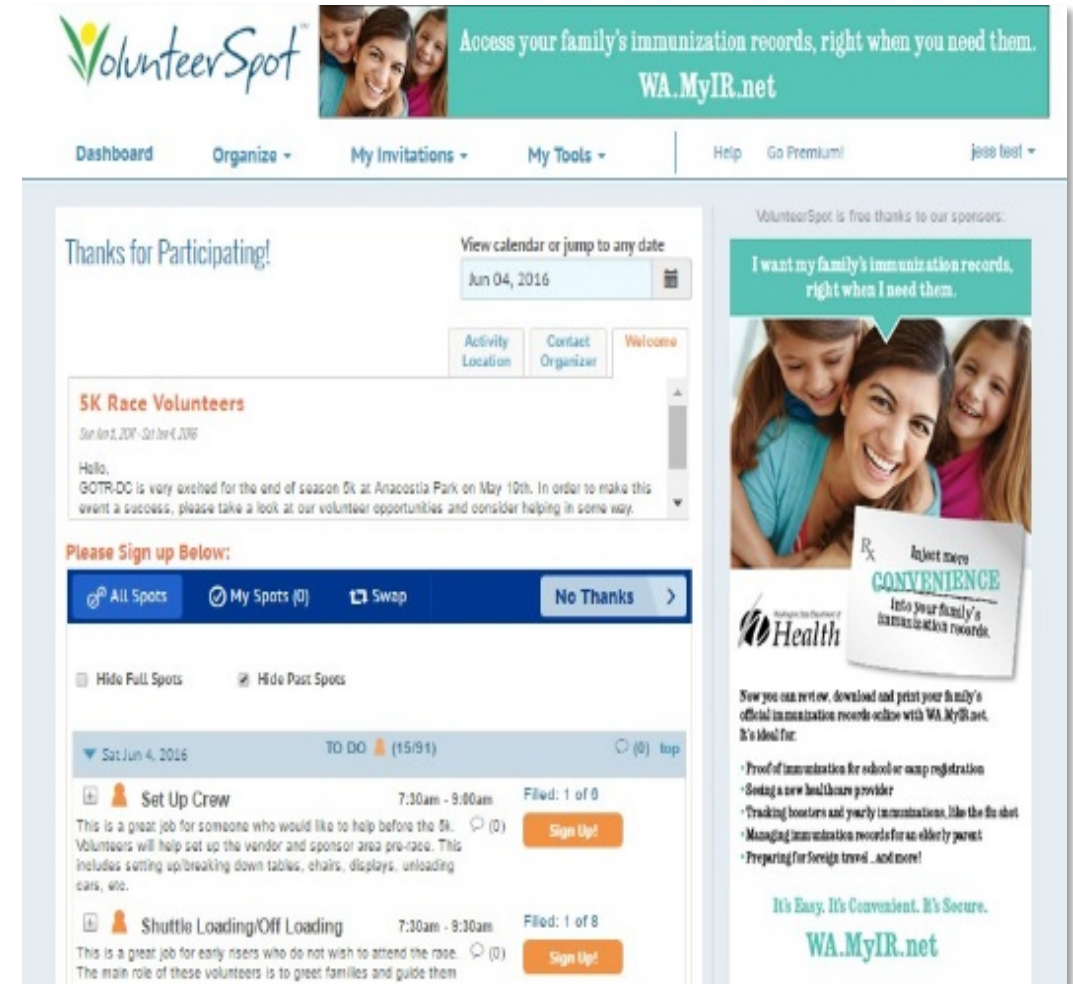 VolunteerSpot
Access your family's immunization records, right when you need them.
WA.MyIR.net
Dashboard
Organize
My Invitations
My Tools
Help
Go Premium!
jess test
Thanks for Participating!
View calendar or jump to any date
Jun 04, 2016
Activity Location
Contact Organizer
Welcome
5K Race Volunteers
Hello,
GOTR-DC is very excited for the end of season 5k at Anacostia Park on May 10th. In order to make this
event a success, please take a look at our volunteer opportunities and consider helping in some way.
Please Sign up Below:
All Spots
My Spots (0)
Swap
No Thanks
Hide Full Spots
Hide Past Spots
Sat Jun 4, 2016
TO DO (15/91)
(0) top
Set Up Crew
7:30am - 9:00am
Filed: 1 of
This is a great job for someone who would like to help before the 5k.
(0)
Sign Up!
Volunteers will help set up the vendor and sponsor area pre-race. This
includes setting up/breaking down tables, chairs, displays, unloading
cars, etc.
Shuttle Loading/Off Loading
7:30am - 9:30am
Filed: 1 of 8
This is a great job for early risers who do not wish to attend the race.
(0)
Sign Up!
The main role of these volunteers is to greet families and guide them
VolunteerSpot is free thanks to our sponsors:
I want my family's immunization records,
right when I need them.
Rx
Inject more
CONVENIENCE
into your family's
immunization records.
Washington State Department of
Health
Now you can review, download and print your family's
official immunization records online with WA.MyIR.net.
It's ideal for:
• Proof of immunization for school or camp registration
• Seeing a new healthcare provider
• Tracking boosters and yearly immunizations, like the flu shot
• Managing immunization records for an elderly parent
• Preparing for foreign travel ...and more!
It's Easy. It's Convenient. It's Secure.
WA.MyIR.net